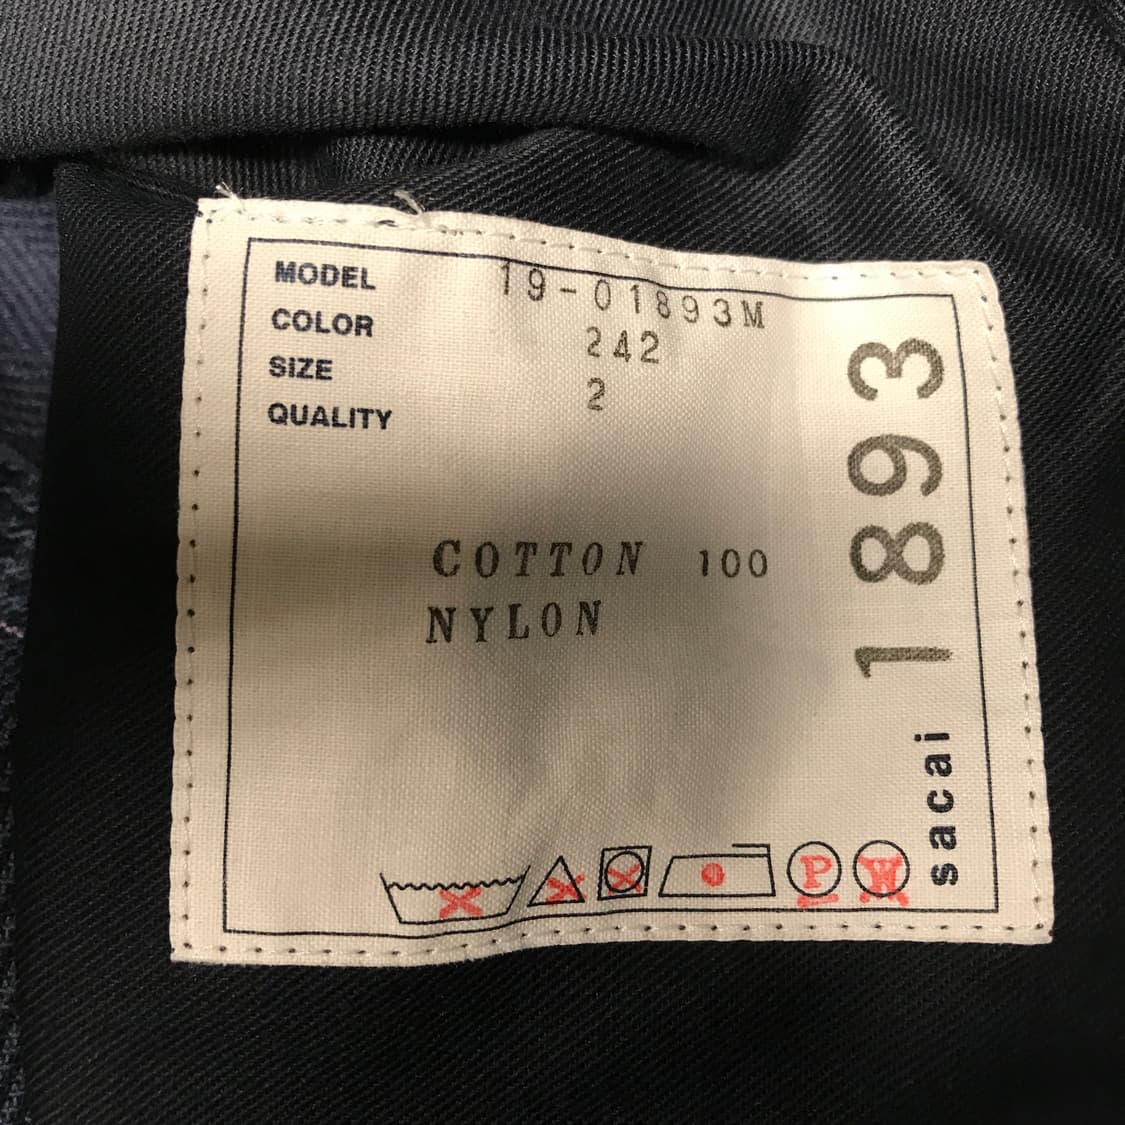 MODEL 19-01893M
COLOR 242
SIZE 2
QUALITY
COTTON 100
NYLON
P W
1893
sacai